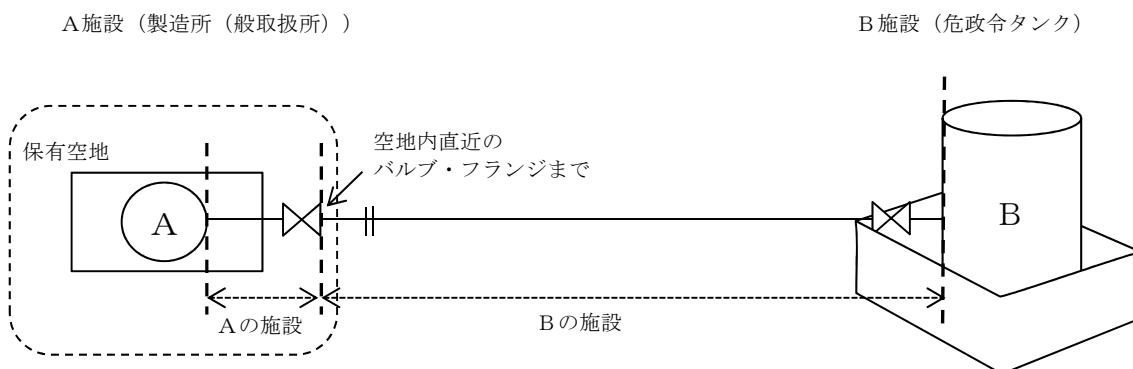 A施設（製造所（般取扱所））
B施設（危政令タンク）
保有空地
空地内直近の
バルブ・フランジまで
A
B
Aの施設
Bの施設